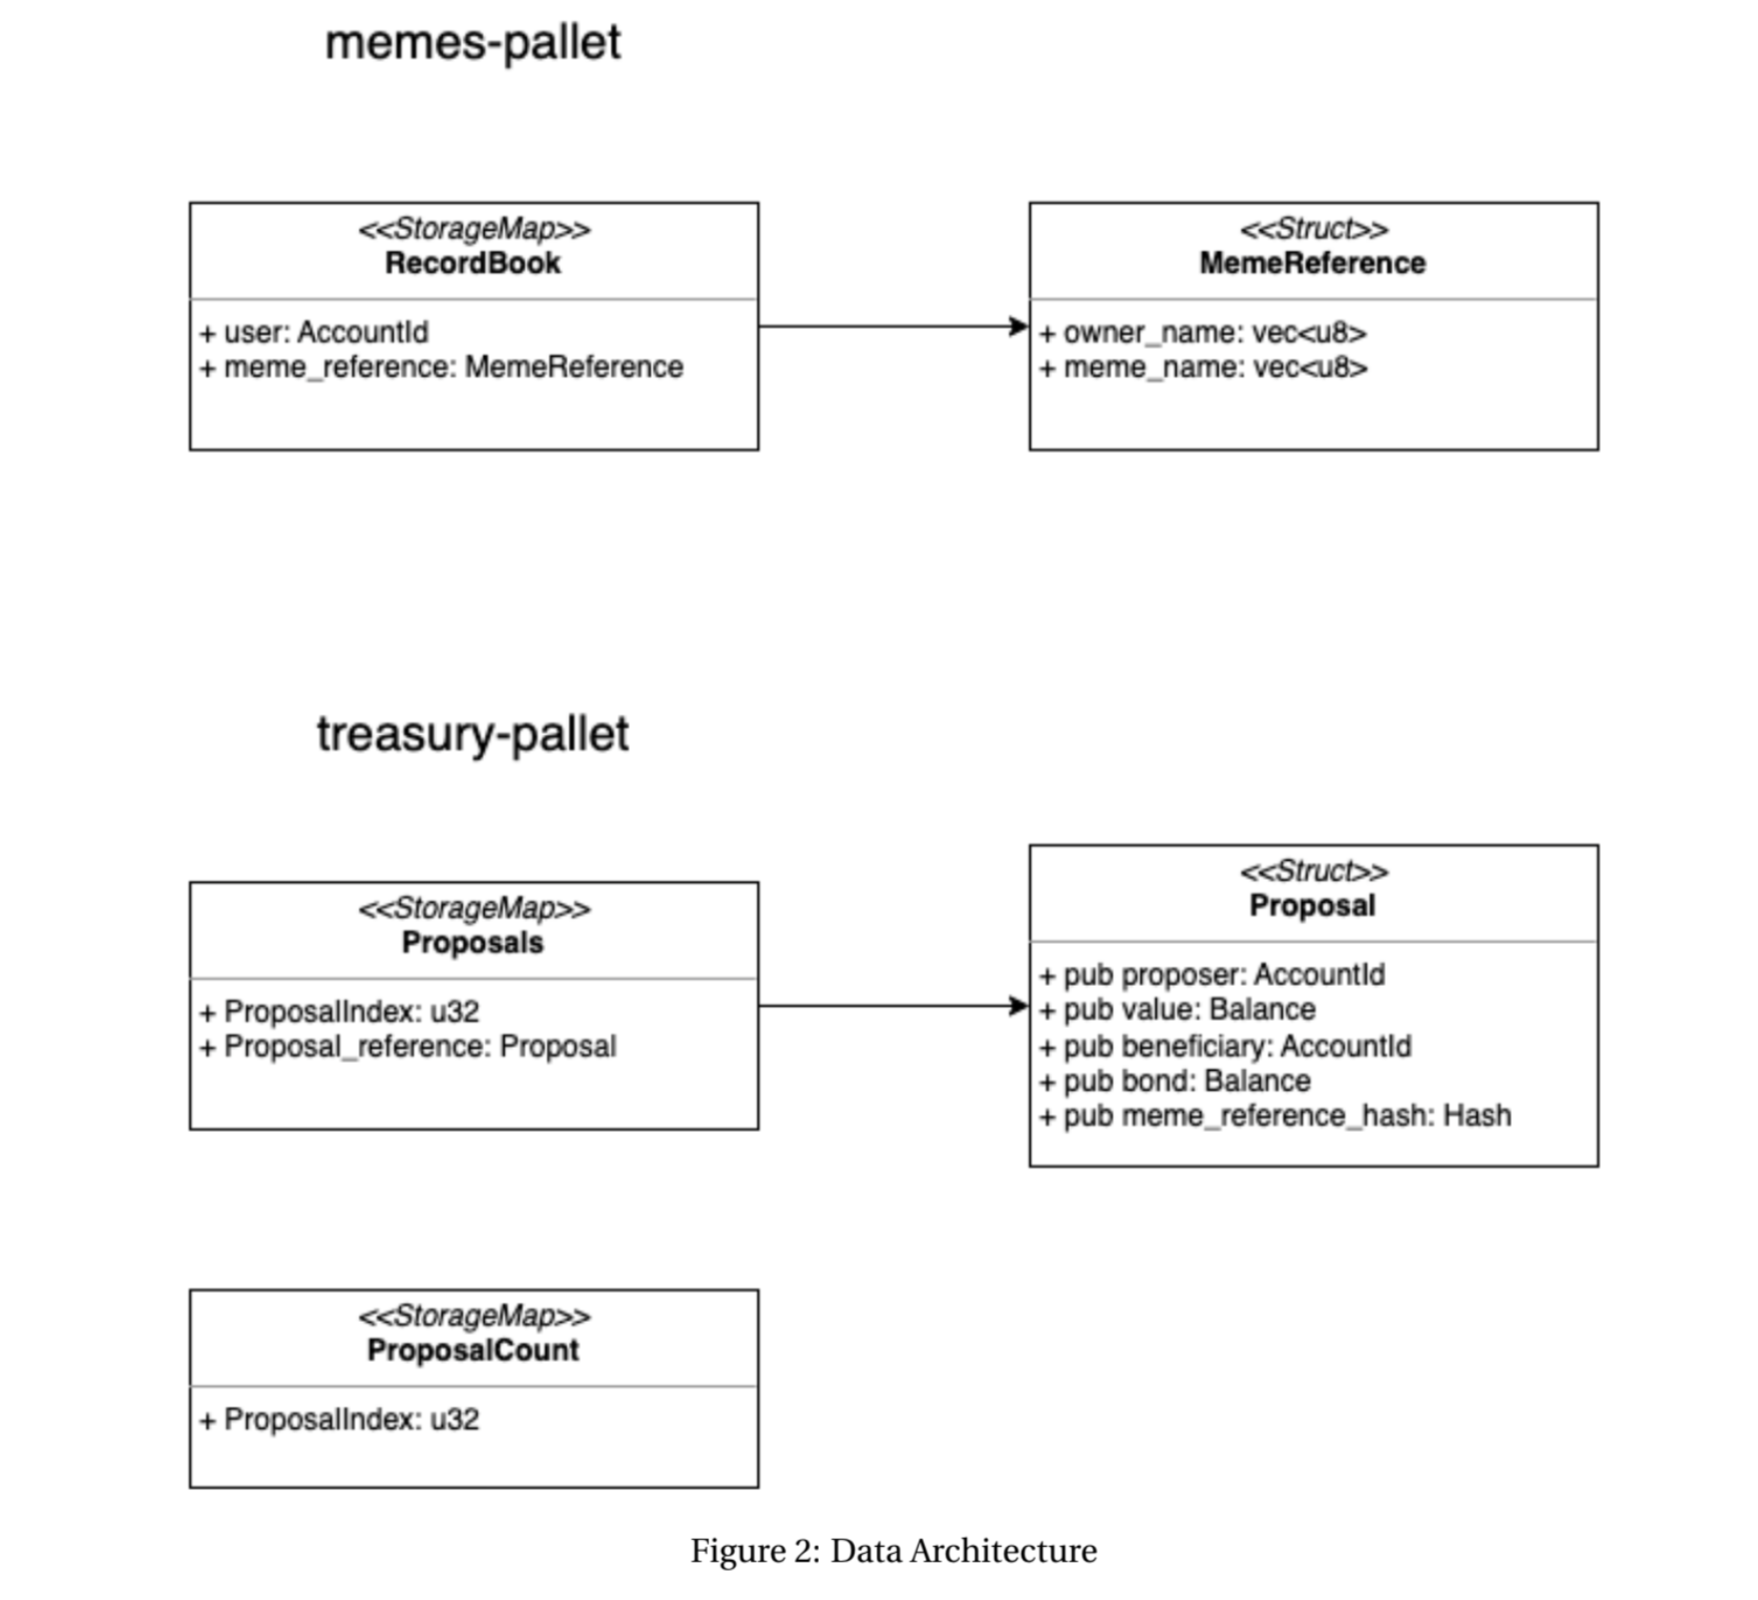 memes-pallet
<<StorageMap>>
RecordBook
+ user: AccountId
+ meme_reference: MemeReference
<<Struct>>
MemeReference
+ owner_name: vec<u8>
+ meme_name: vec<u8>
treasury-pallet
<<StorageMap>>
Proposals
+ ProposalIndex: u32
+ Proposal_reference: Proposal
<<Struct>>
Proposal
+ pub proposer: AccountId
+ pub value: Balance
+ pub beneficiary: AccountId
+ pub bond: Balance
+ pub meme_reference_hash: Hash
<<StorageMap>>
ProposalCount
+ ProposalIndex: u32
Figure 2: Data Architecture